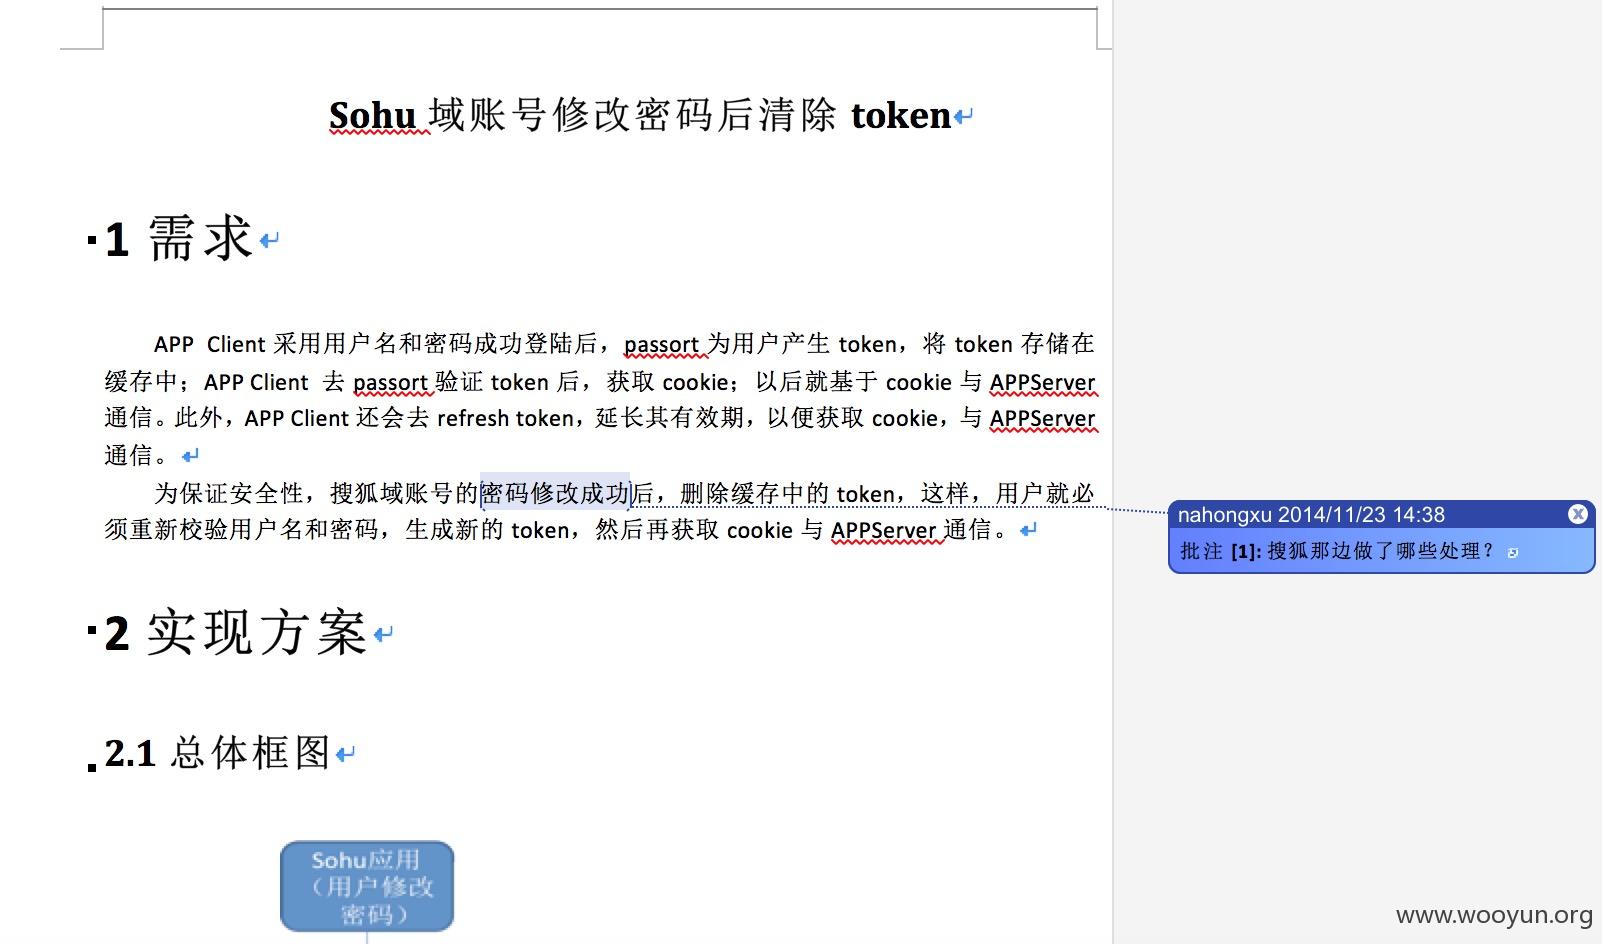 Sohu 域账号修改密码后清除 token
1 需求
APP Client 采用用户名和密码成功登陆后，passort 为用户产生 token，将 token 存储在
缓存中；APP Client 去 passort 验证 token 后，获取 cookie；以后就基于 cookie 与 APPServer
通信。此外，APP Client 还会去 refresh token，延长其有效期，以便获取 cookie，与 APPServer
通信。
为保证安全性，搜狐域账号的密码修改成功后，删除缓存中的 token，这样，用户就必
须重新校验用户名和密码，生成新的 token，然后再获取 cookie 与 APPServer 通信。
nahongxu 2014/11/23 14:38
批注 [1]: 搜狐那边做了哪些处理？
2 实现方案
2.1 总体框图
Sohu应用
（用户修改
密码）
www.wooyun.org